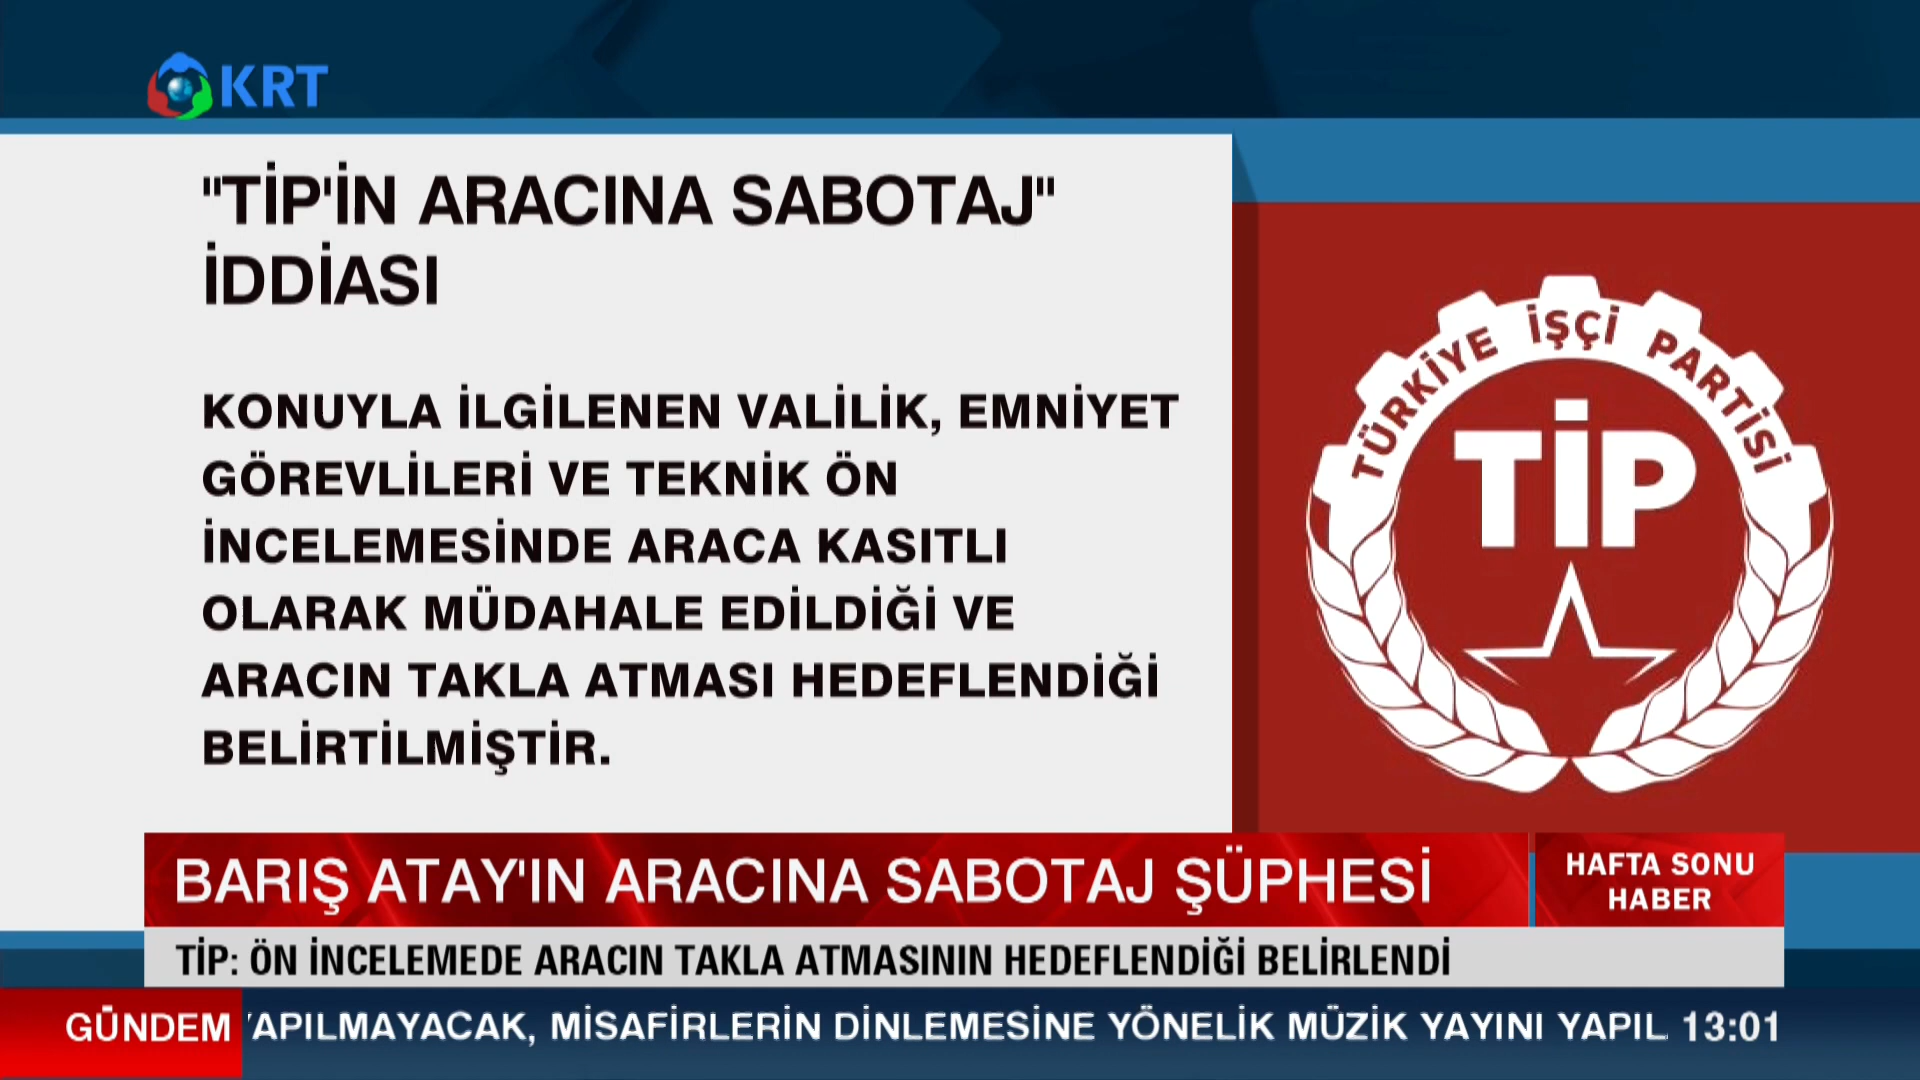 KRT
"TİP'İN ARACINA SABOTAJ"
İDDİASI
KONUYLA İLGİLENEN VALİLİK, EMNİYET
GÖREVLİLERİ VE TEKNİK ÖN
İNCELEMESİNDE ARACA KASITLI
OLARAK MÜDAHALE EDİLDİĞİ VE
ARACIN TAKLA ATMASI HEDEFLENDİĞİ
BELİRTİLMİŞTİR.
TÜRKİYE İŞÇİ PARTİSİ
TİP
BARIŞ ATAY'IN ARACINA SABOTAJ ŞÜPHESİ
HAFTA SONU
HABER
TİP: ÖN İNCELEMEDE ARACIN TAKLA ATMASININ HEDEFLENDİĞİ BELİRLENDİ
GÜNDEM YAPILMAYACAK, MİSAFİRLERİN DİNLEMESİNE YÖNELİK MÜZİK YAYINI YAPIL 13:01